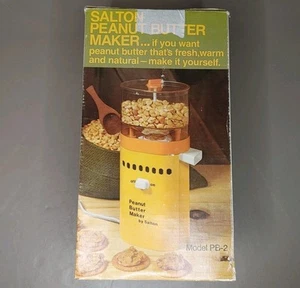 SALTON
PEANUT BUTTER
MAKER...if you want
peanut butter that's fresh, warm
and natural – make it yourself.
Peanut
Butter
Maker
by Salton
Model PB-2